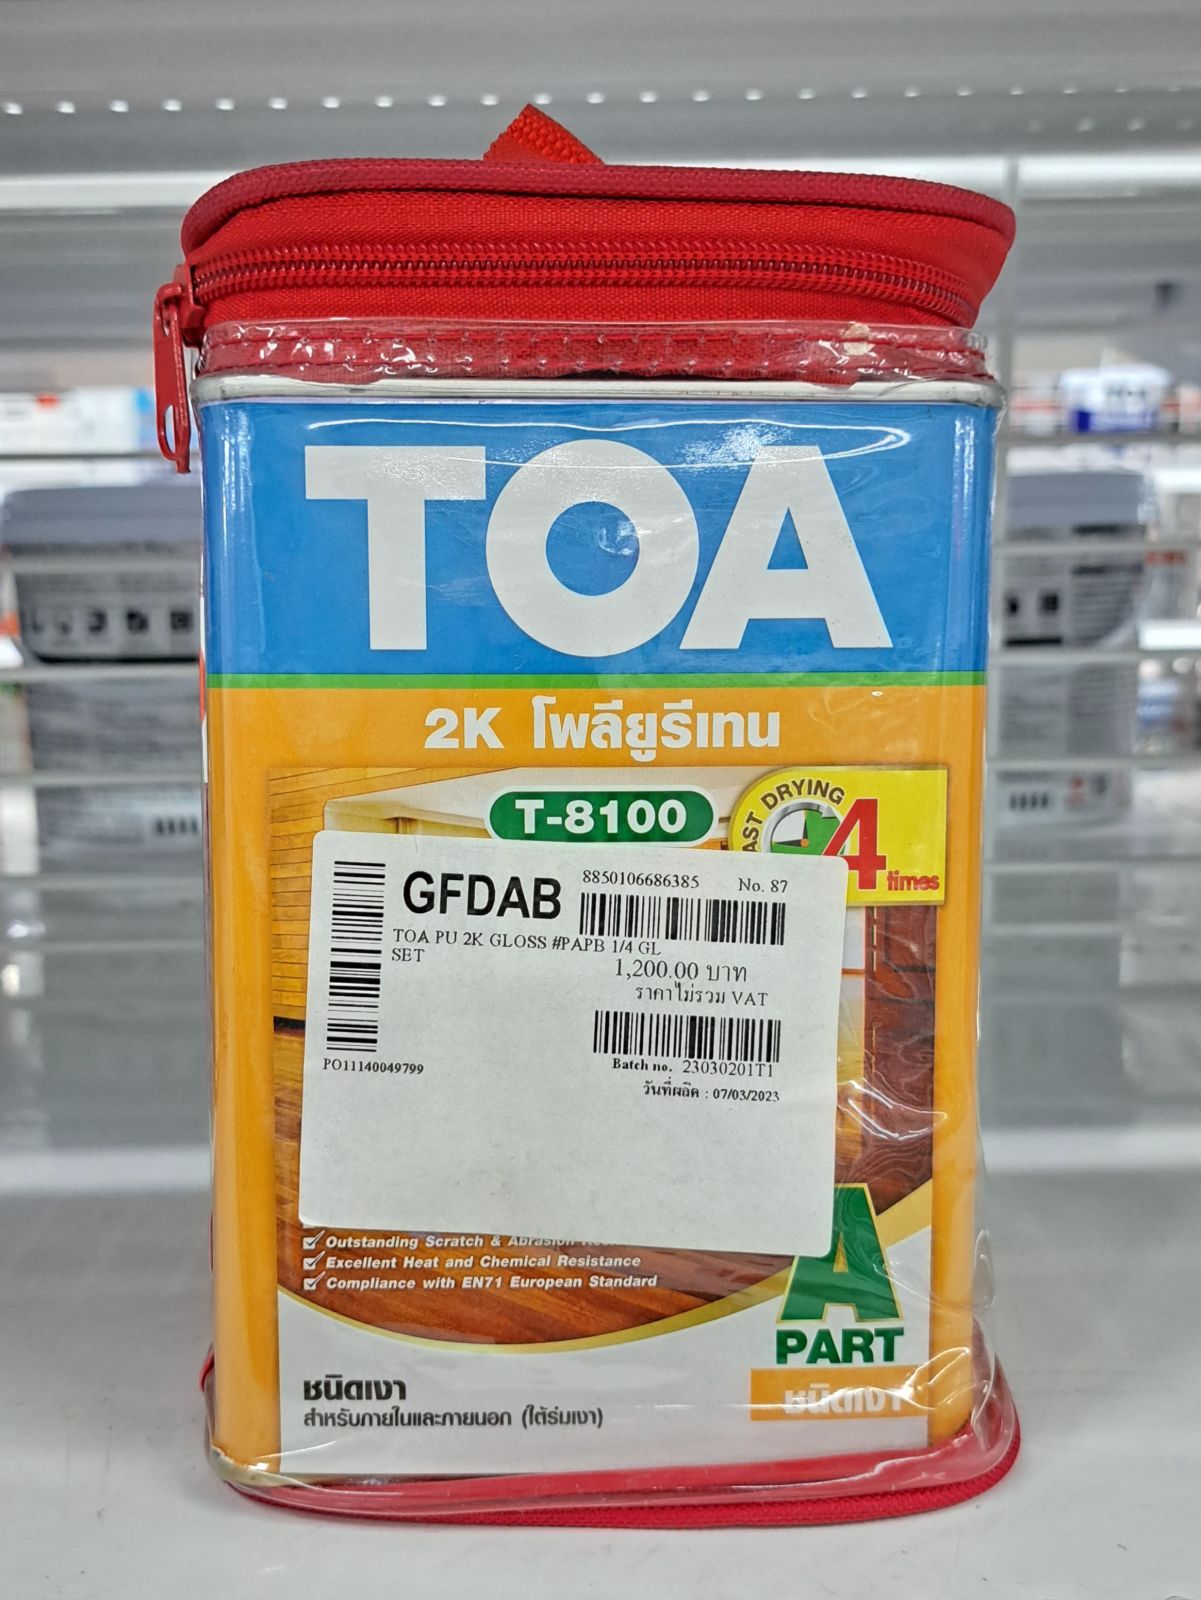 TOA
2K โพลียูรีเทน
T-8100
DRYING
4
times
GFDAB
8850106686385 No. 87
TOA PU 2K GLOSS #PAPB 1/4 GL
SET
1,200.00 บาท
ราคาไม่รวม VAT
PO11140049799
Batch no. 23030201T1
วันที่ผลิต : 07/03/2023
Outstanding Scratch & Abrasion
Excellent Heat and Chemical Resistance
Compliance with EN71 European Standard
A
PART
ชนิดเงา
ชนิดเงา
สำหรับภายในและภายนอก (ใต้ร่มเงา)